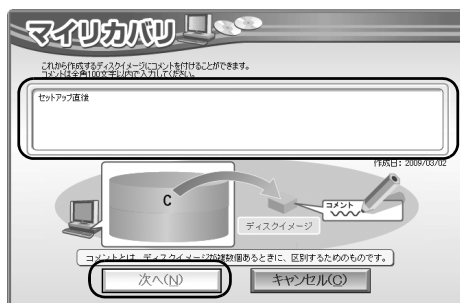 マイリカバリ
これから作成するディスクイメージにコメントを付けることができます。
コメントは全角100文字以内で入力してください。
セットアップ直後
作成日：2009/03/02
C
コメント
ディスクイメージ
コメントとは、ディスクイメージが複数個あるときに、区別するためのものです。
次へ(N)
キャンセル(C)